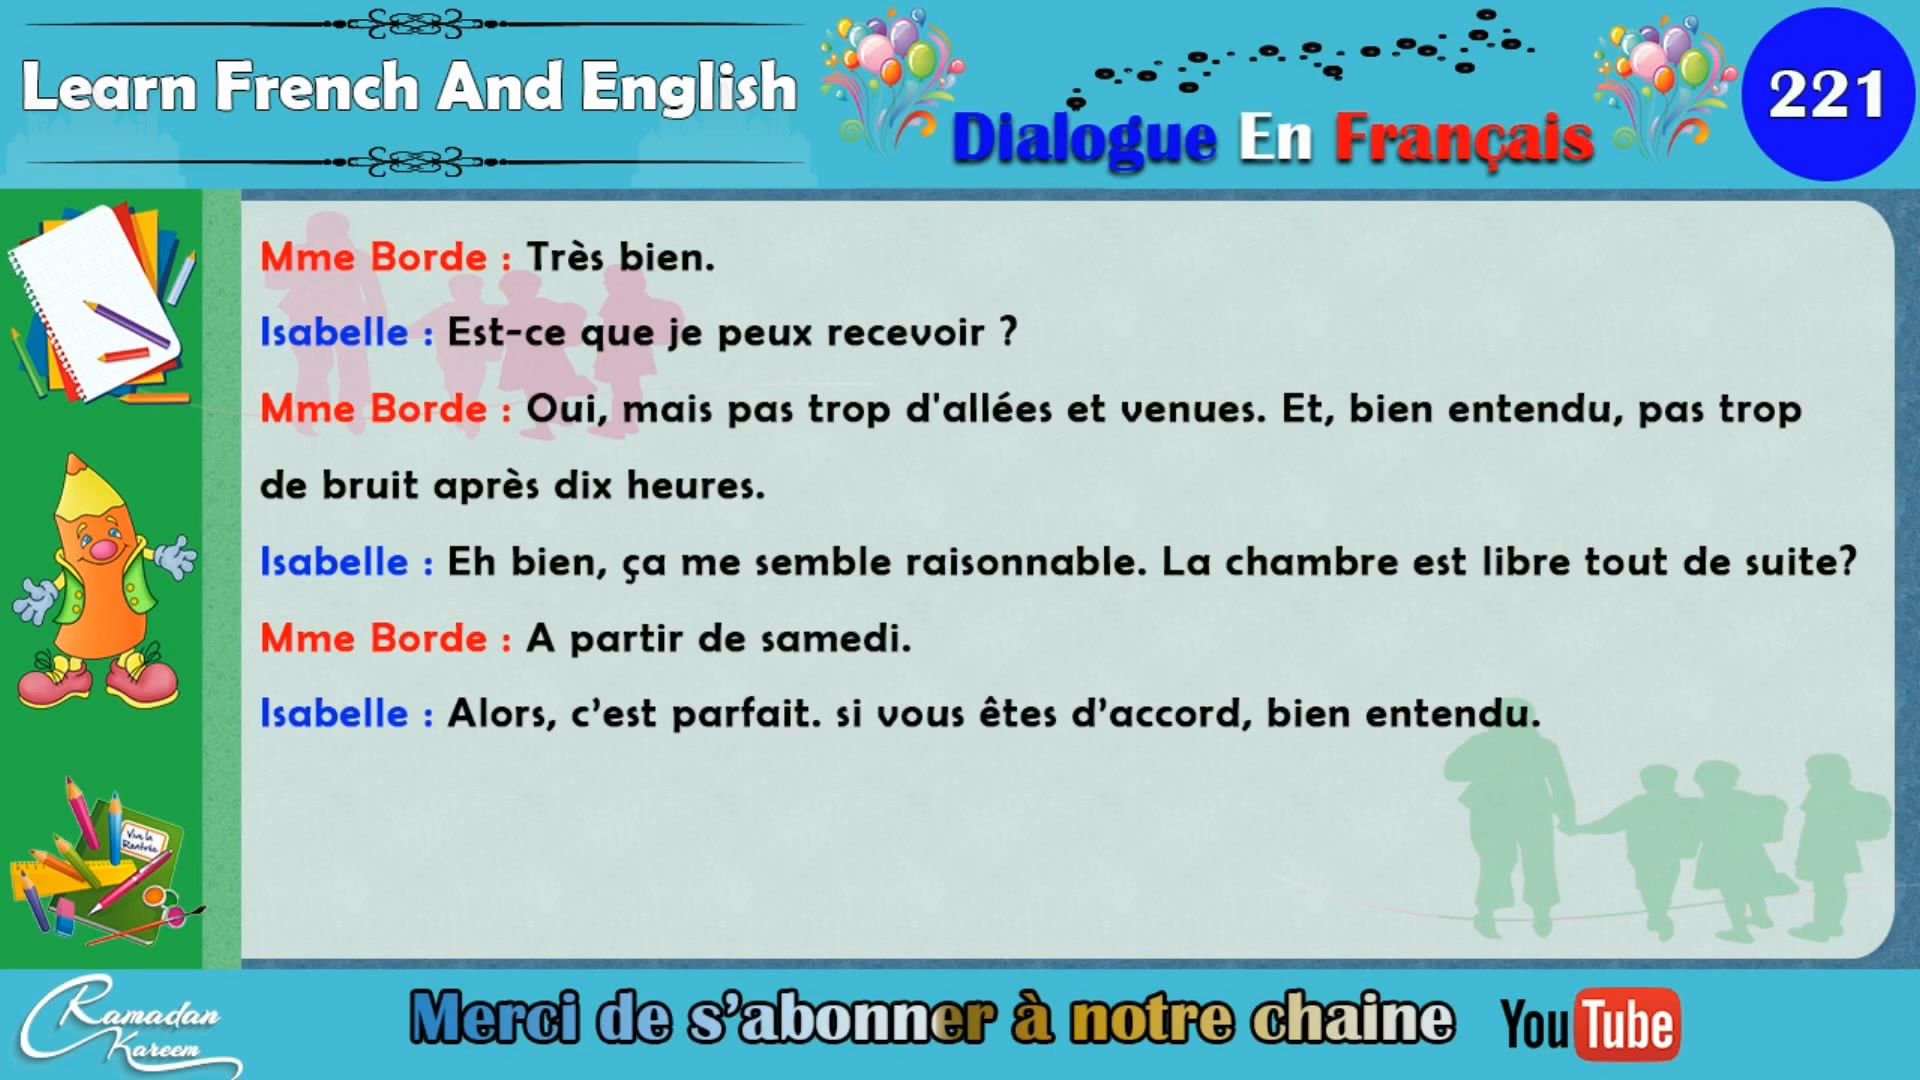 Learn French And English
Dialogue En Français
221
Mme Borde : Très bien.
Isabelle : Est-ce que je peux recevoir ?
Mme Borde : Oui, mais pas trop d'allées et venues. Et, bien entendu, pas trop
de bruit après dix heures.
Isabelle : Eh bien, ça me semble raisonnable. La chambre est libre tout de suite?
Mme Borde : A partir de samedi.
Isabelle : Alors, c’est parfait. si vous êtes d’accord, bien entendu.
Vive la
Rentrée
Ramadan
Kareem
Merci de s’abonner à notre chaine
YouTube